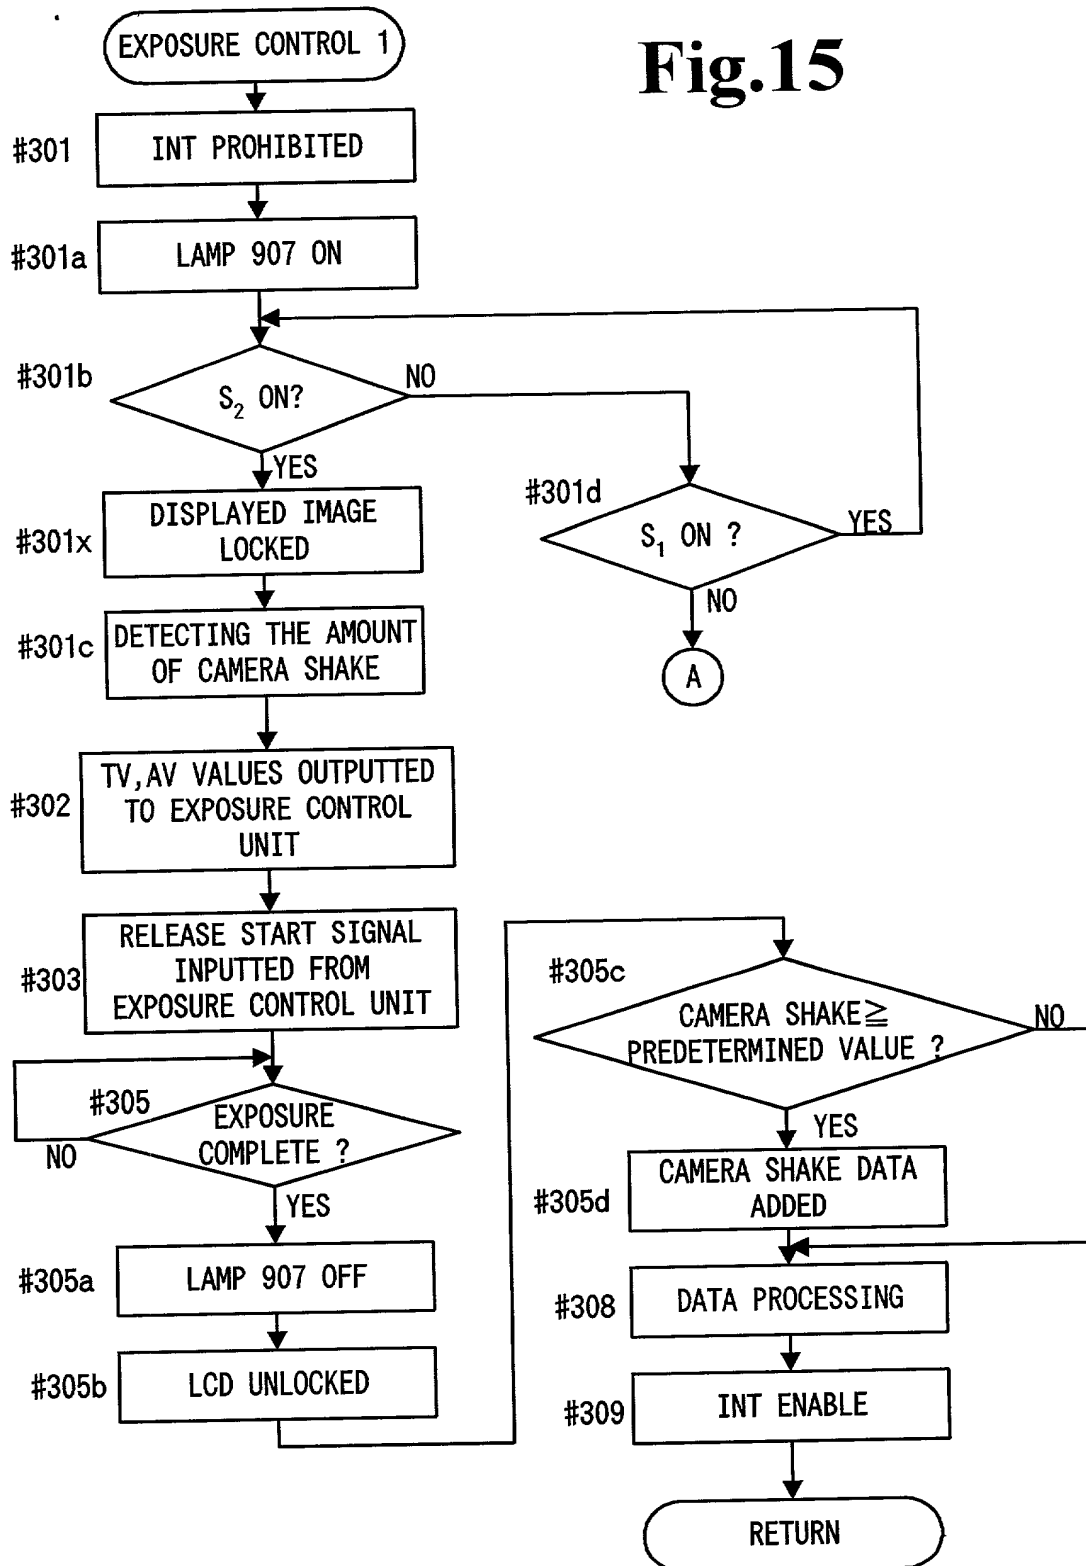 Fig.15
EXPOSURE CONTROL 1
#301
INT PROHIBITED
#301a
LAMP 907 ON
#301b
S₂ ON?
NO
YES
#301d
S₁ ON ?
YES
NO
A
#301x
DISPLAYED IMAGE
LOCKED
#301c
DETECTING THE AMOUNT
OF CAMERA SHAKE
#302
TV,AV VALUES OUTPUTTED
TO EXPOSURE CONTROL
UNIT
#303
RELEASE START SIGNAL
INPUTTED FROM
EXPOSURE CONTROL UNIT
#305
EXPOSURE
COMPLETE ?
NO
YES
#305a
LAMP 907 OFF
#305b
LCD UNLOCKED
#305c
CAMERA SHAKE≧
PREDETERMINED VALUE ?
NO
YES
#305d
CAMERA SHAKE DATA
ADDED
#308
DATA PROCESSING
#309
INT ENABLE
RETURN